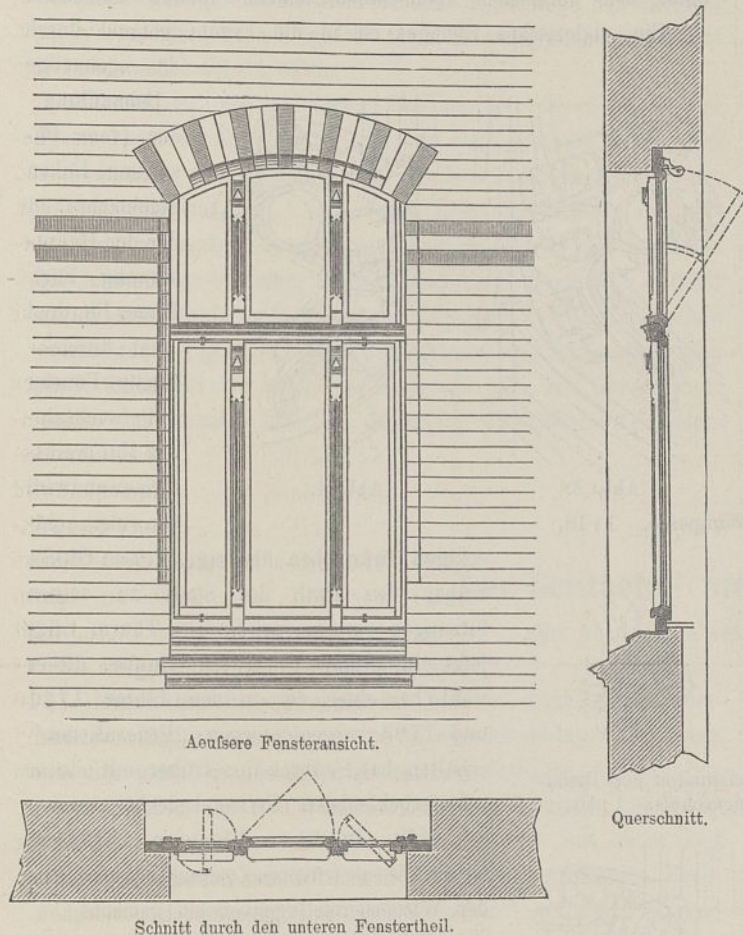 Aeufsere Fensteransicht.
Querschnitt.
Schnitt durch den unteren Fenstertheil.